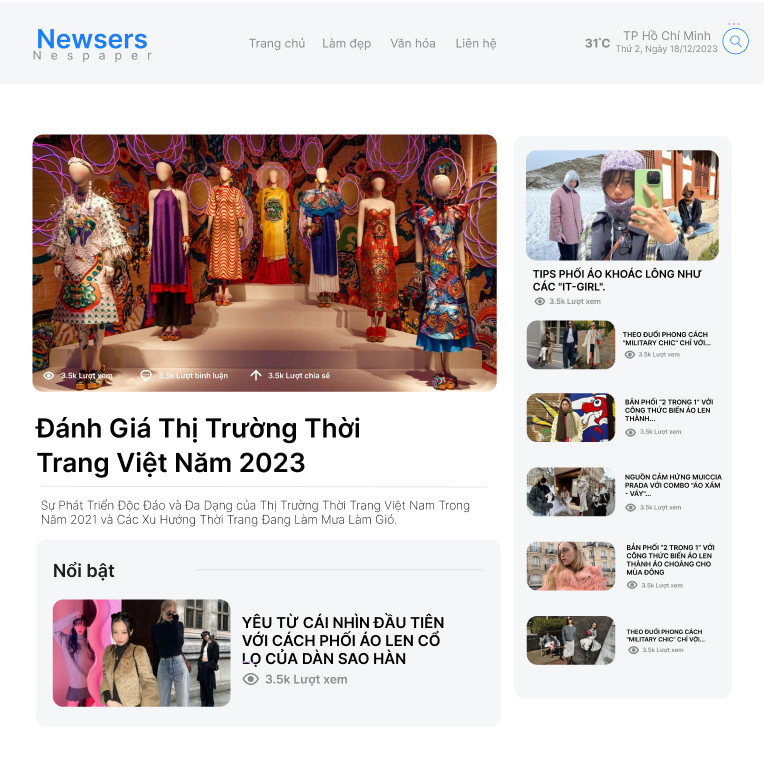 Newsers
Nespaper
Trang chủ Làm đẹp Văn hóa Liên hệ
31°C
TP Hồ Chí Minh
Thứ 2, Ngày 18/12/2023
3.5k Lượt xem 3.5k Lượt bình luận 3.5k Lượt chia sẻ
Đánh Giá Thị Trường Thời
Trang Việt Năm 2023
Sự Phát Triển Độc Đáo và Đa Dạng của Thị Trường Thời Trang Việt Nam Trong
Năm 2021 và Các Xu Hướng Thời Trang Đang Làm Mưa Làm Gió.
Nổi bật
YÊU TỪ CÁI NHÌN ĐẦU TIÊN
VỚI CÁCH PHỐI ÁO LEN CỔ
LỌ CỦA DÀN SAO HÀN
3.5k Lượt xem
TIPS PHỐI ÁO KHOÁC LÔNG NHƯ
CÁC "IT-GIRL".
3.5k Lượt xem
THEO ĐUỔI PHONG CÁCH
"MILITARY CHIC" CHỈ VỚI...
3.5k Lượt xem
BẢN PHỐI "2 TRONG 1" VỚI
CÔNG THỨC BIẾN ÁO LEN
THÀNH...
3.5k Lượt xem
NGUỒN CẢM HỨNG MUICCIA
PRADA VỚI COMBO "ÁO XÁM
- VÁY"...
3.5k Lượt xem
BẢN PHỐI "2 TRONG 1" VỚI
CÔNG THỨC BIẾN ÁO LEN
THÀNH ÁO CHOÀNG CHO
MÙA ĐÔNG
3.5k Lượt xem
THEO ĐUỔI PHONG CÁCH
"MILITARY CHIC" CHỈ VỚI...
3.5k Lượt xem